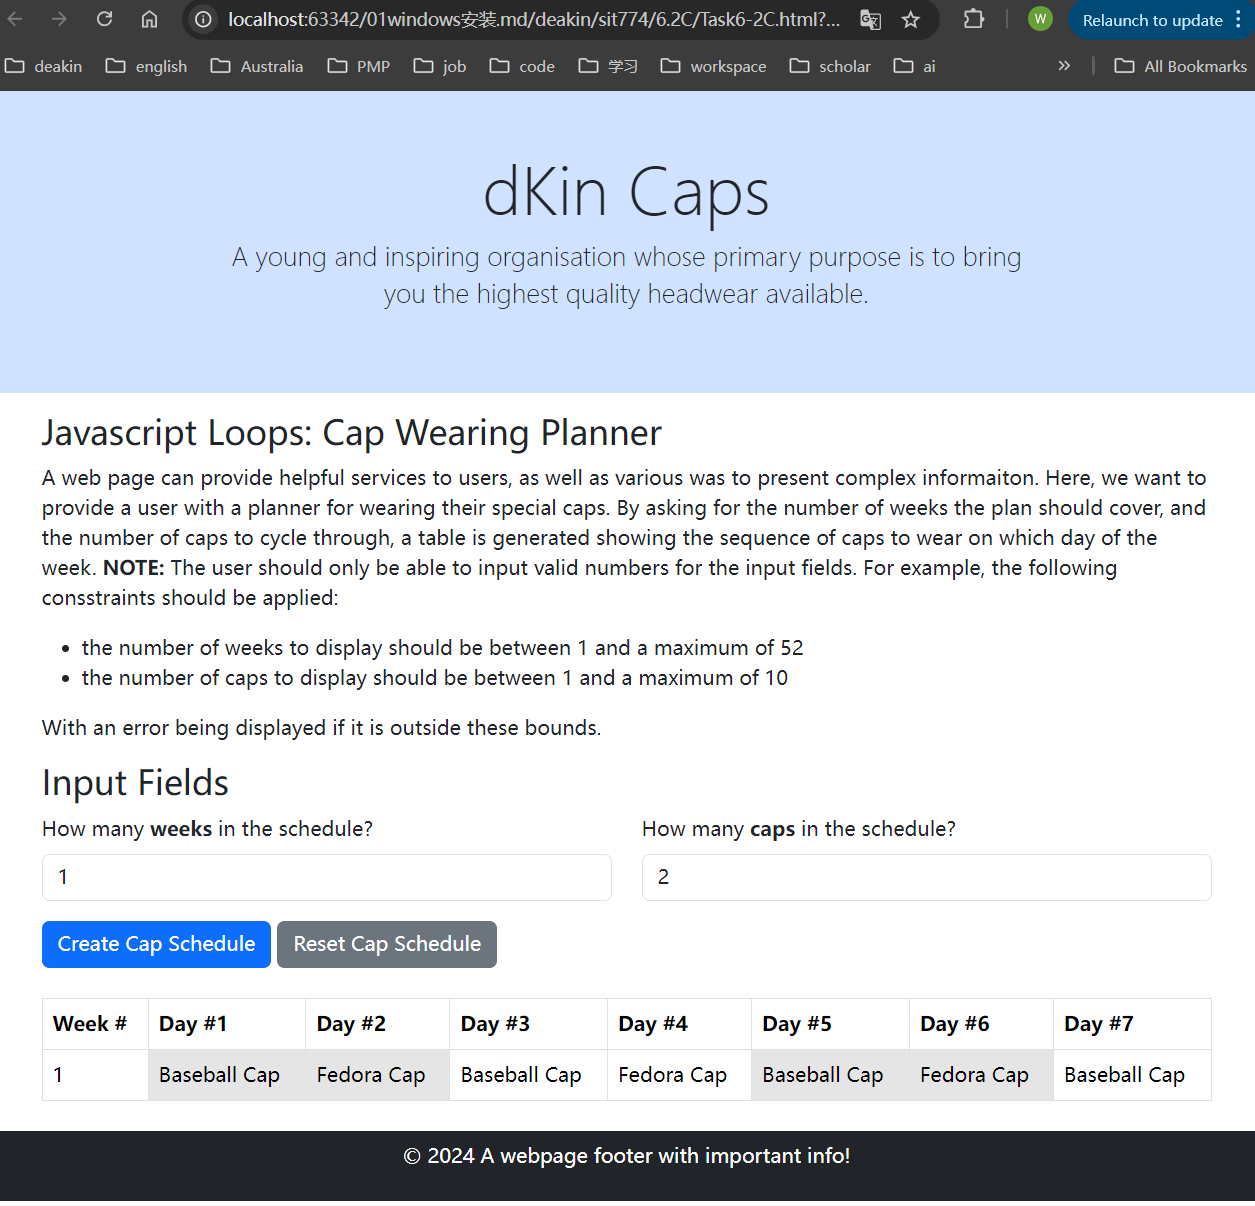 localhost:63342/01windows安装.md/deakin/sit774/6.2C/Task6-2C.html?...
W
Relaunch to update
deakin english Australia PMP job code 学习 workspace scholar ai » All Bookmarks
dKin Caps
A young and inspiring organisation whose primary purpose is to bring
you the highest quality headwear available.
Javascript Loops: Cap Wearing Planner
A web page can provide helpful services to users, as well as various was to present complex informaiton. Here, we want to
provide a user with a planner for wearing their special caps. By asking for the number of weeks the plan should cover, and
the number of caps to cycle through, a table is generated showing the sequence of caps to wear on which day of the
week. NOTE: The user should only be able to input valid numbers for the input fields. For example, the following
consstraints should be applied:
• the number of weeks to display should be between 1 and a maximum of 52
• the number of caps to display should be between 1 and a maximum of 10
With an error being displayed if it is outside these bounds.
Input Fields
How many weeks in the schedule? How many caps in the schedule?
1 2
Create Cap Schedule Reset Cap Schedule
Week # Day #1 Day #2 Day #3 Day #4 Day #5 Day #6 Day #7
1 Baseball Cap Fedora Cap Baseball Cap Fedora Cap Baseball Cap Fedora Cap Baseball Cap
© 2024 A webpage footer with important info!